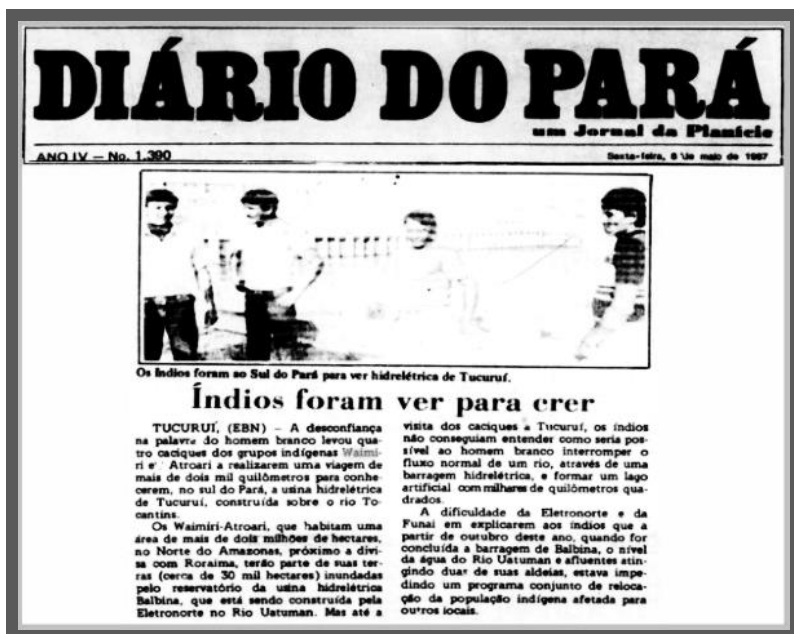 DIÁRIO DO PARÁ
um Jornal da Planície
ANO IV — No. 1.390
Sexta-feira, 8 de maio de 1987
Os índios foram ao Sul do Pará para ver hidrelétrica de Tucuruí.
Índios foram ver para crer
TUCURUÍ, (EBN) — A desconfiança
na palavra do homem branco levou qua-
tro caciques dos grupos indígenas Waimi-
ri e Atroari a realizarem uma viagem de
mais de dois mil quilômetros para conhe-
cerem, no sul do Pará, a usina hidrelétrica
de Tucuruí, construída sobre o rio To-
cantins.
Os Waimiri-Atroari, que habitam uma
área de mais de dois milhões de hectares,
no Norte do Amazonas, próximo a divi-
sa com Roraima, terão parte de suas ter-
ras (cerca de 30 mil hectares) inundadas
pelo reservatório da usina hidrelétrica
Balbina, que está sendo construída pela
Eletronorte no Rio Uatuman. Mas até a
visita dos caciques a Tucuruí, os índios
não conseguiam entender como seria pos-
sível ao homem branco interromper o
fluxo normal de um rio, através de uma
barragem hidrelétrica, e formar um lago
artificial com milhares de quilômetros qua-
drados.
A dificuldade da Eletronorte e da
Funai em explicarem aos índios que a
partir de outubro deste ano, quando for
concluída a barragem de Balbina, o nível
da água do Rio Uatuman e afluentes atin-
gindo duas de suas aldeias, estava impe-
dindo um programa conjunto de reloca-
ção da população indígena afetada para
outros locais.